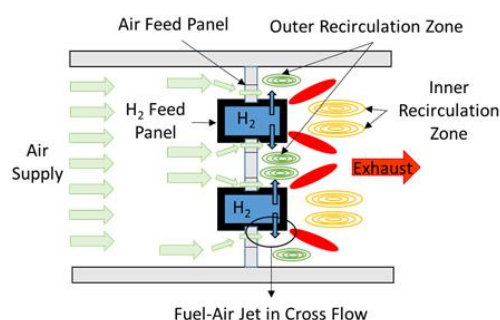 Air Feed Panel
Outer Recirculation Zone
H₂ Feed
Panel
H₂
Inner
Recirculation
Zone
Air
Supply
Exhaust
H₂
Fuel-Air Jet in Cross Flow